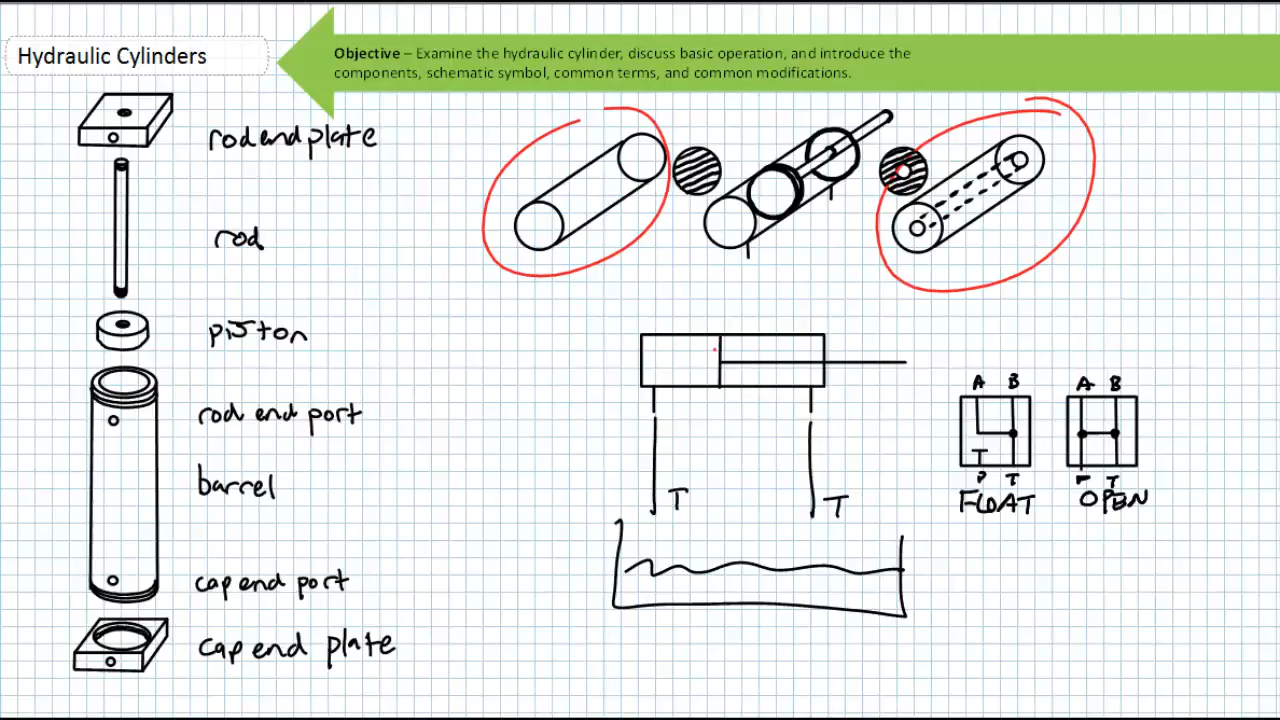 Hydraulic Cylinders
Objective – Examine the hydraulic cylinder, discuss basic operation, and introduce the
components, schematic symbol, common terms, and common modifications.
rod end plate
rod
piston
rod end port
barrel
cap end port
cap end plate
T T
A B A B
P T P T
FLOAT OPEN